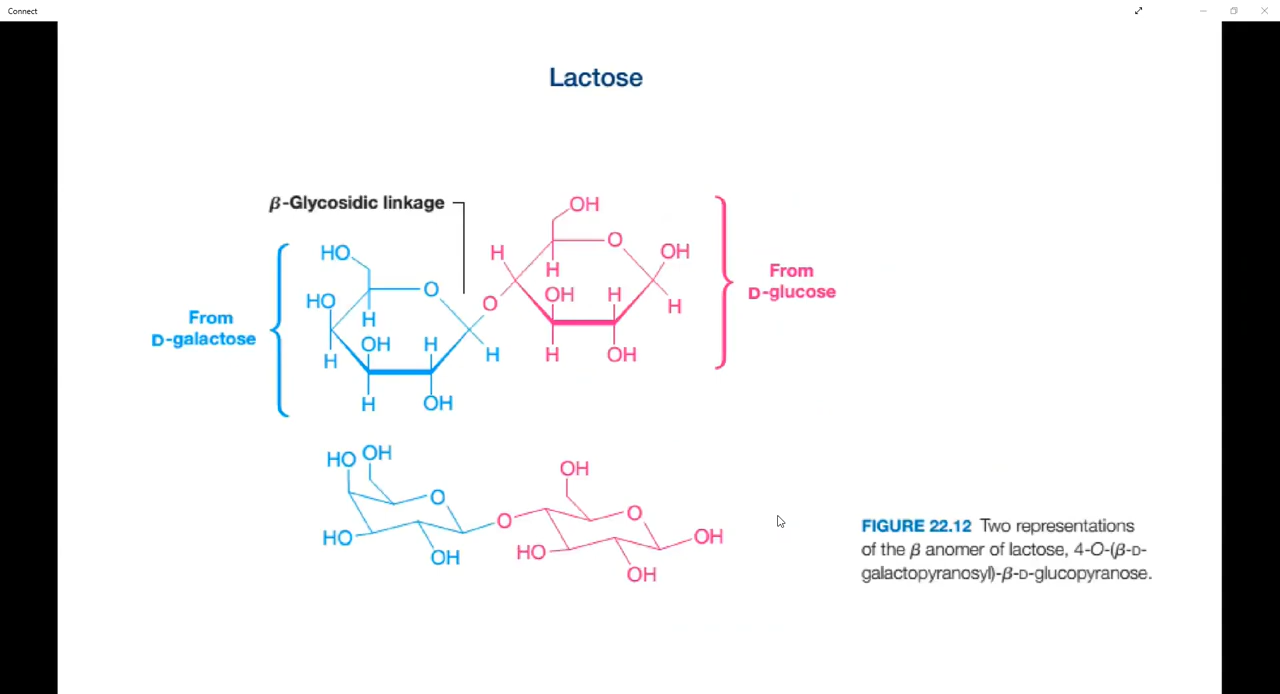 Connect
Lactose
β-Glycosidic linkage
OH
HO
O
H
OH
HO
O
H
OH
H
O
H
From
D-glucose
From
D-galactose
H
H
OH
H
H
H
OH
H
OH
H
OH
HO
OH
O
HO
OH
O
OH
O
HO
OH
OH
FIGURE 22.12 Two representations
of the β anomer of lactose, 4-O-(β-D-
galactopyranosyl)-β-D-glucopyranose.